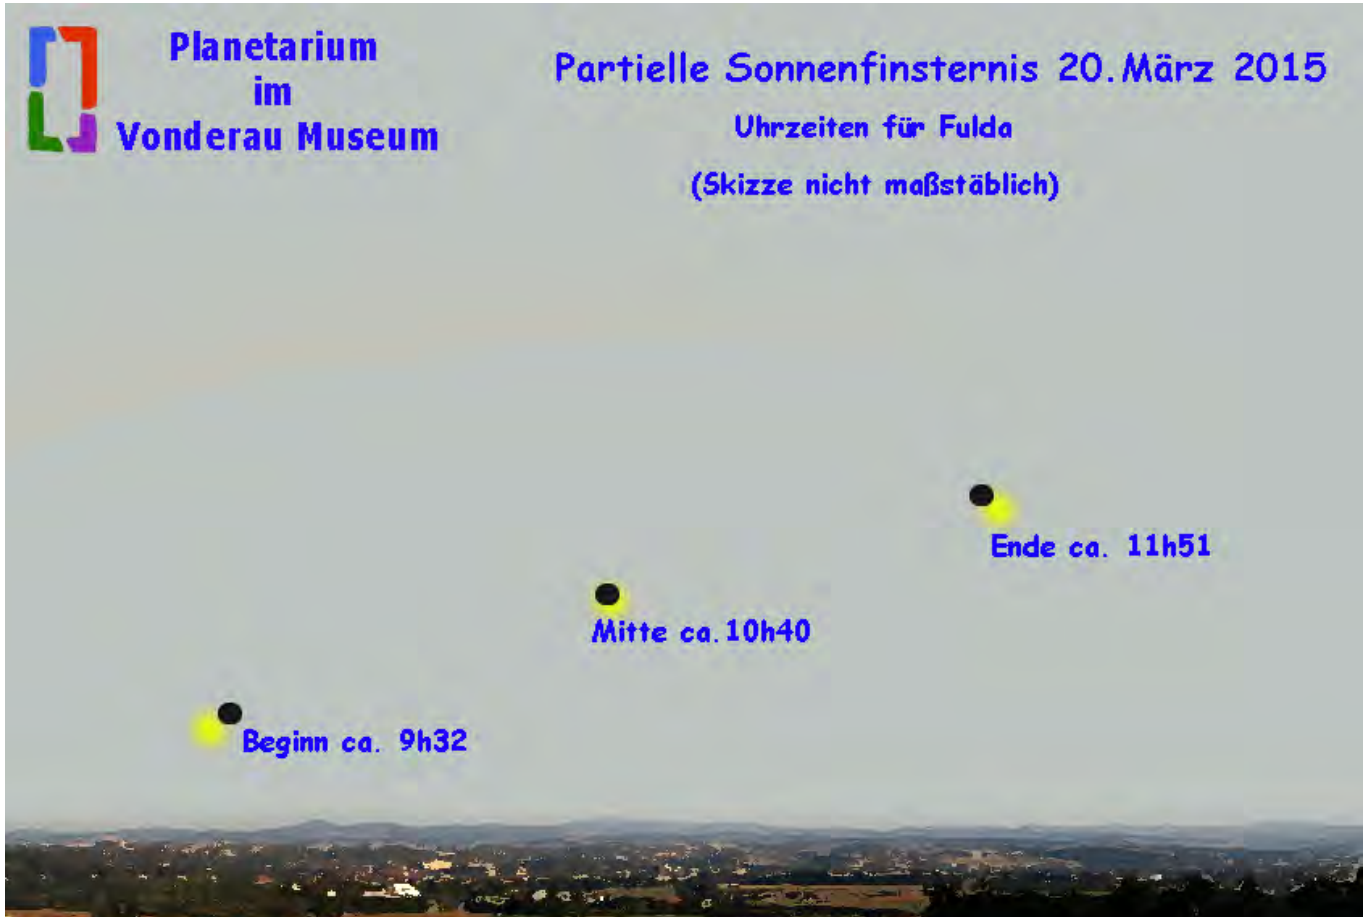 Planetarium
im
Vonderau Museum
Partielle Sonnenfinsternis 20.März 2015
Uhrzeiten für Fulda
(Skizze nicht maßstäblich)
Ende ca. 11h51
Mitte ca.10h40
Beginn ca. 9h32